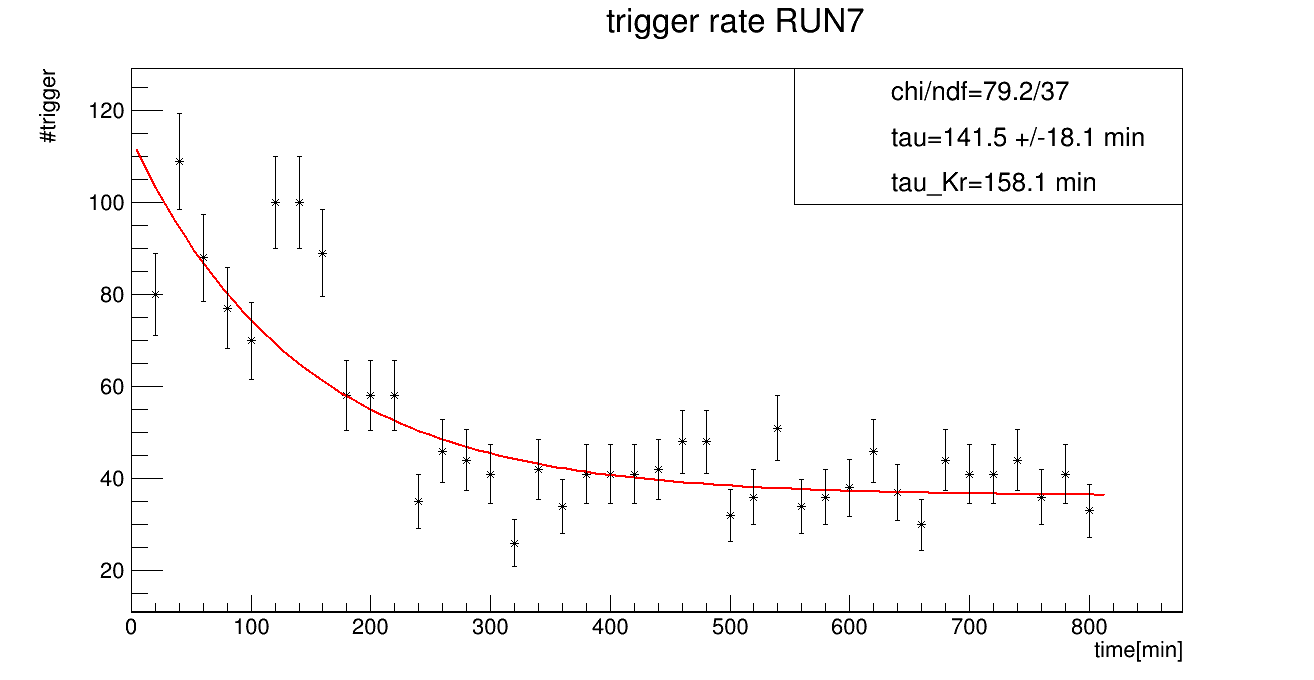 trigger rate RUN7
#trigger
chi/ndf=79.2/37
tau=141.5 +/-18.1 min
tau_Kr=158.1 min
120
100
80
60
40
20
0 100 200 300 400 500 600 700 800
time[min]